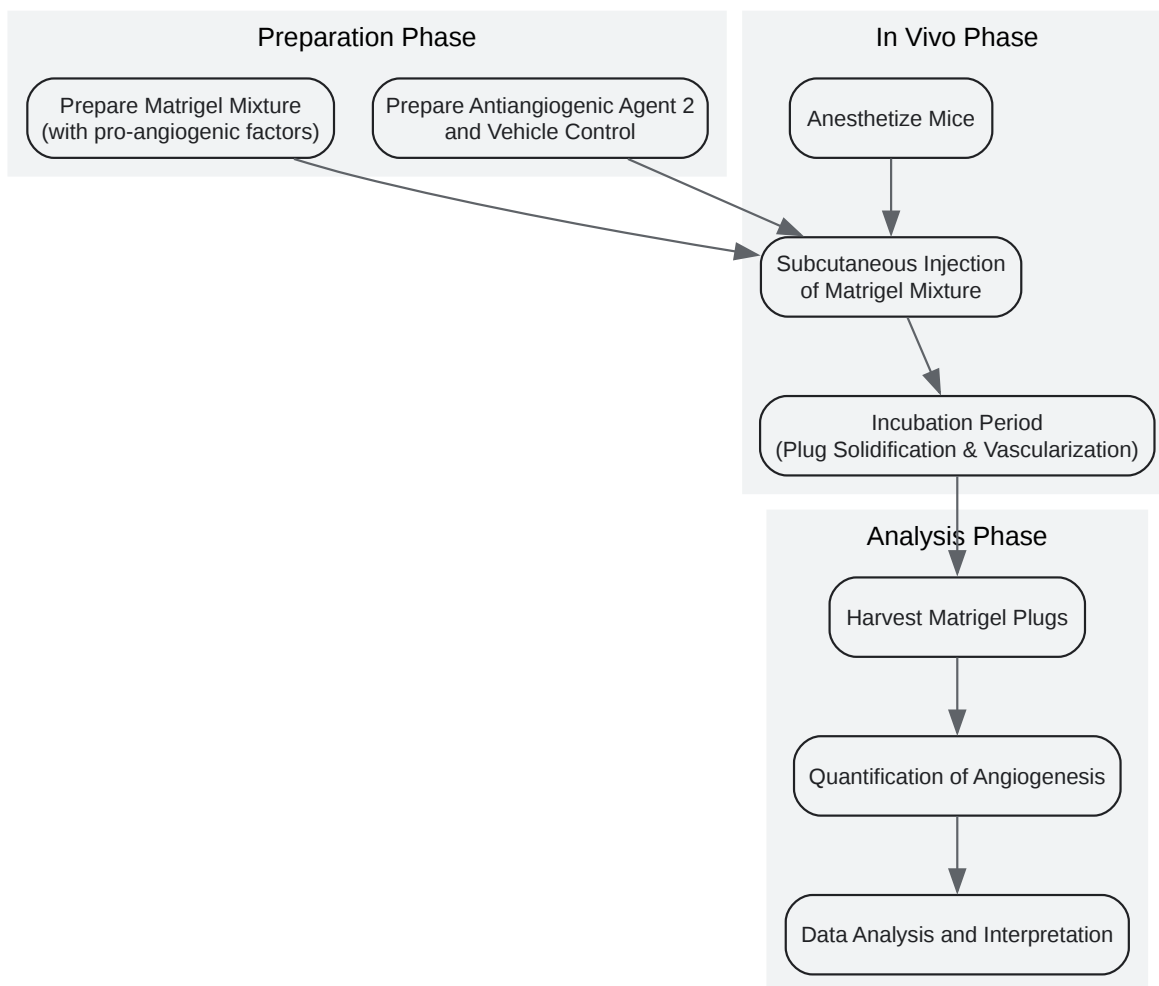 Preparation Phase
Prepare Matrigel Mixture
(with pro-angiogenic factors)
Prepare Antiangiogenic Agent 2
and Vehicle Control
In Vivo Phase
Anesthetize Mice
Subcutaneous Injection
of Matrigel Mixture
Incubation Period
(Plug Solidification & Vascularization)
Analysis Phase
Harvest Matrigel Plugs
Quantification of Angiogenesis
Data Analysis and Interpretation